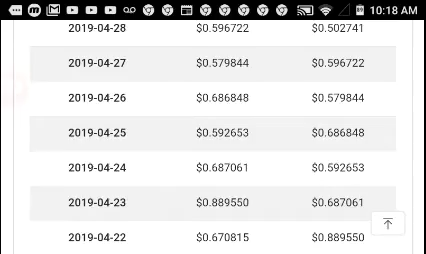 10:18 AM
2019-04-28 $0.596722 $0.502741
2019-04-27 $0.579844 $0.596722
2019-04-26 $0.686848 $0.579844
2019-04-25 $0.592653 $0.686848
2019-04-24 $0.687061 $0.592653
2019-04-23 $0.889550 $0.687061
2019-04-22 $0.670815 $0.889550